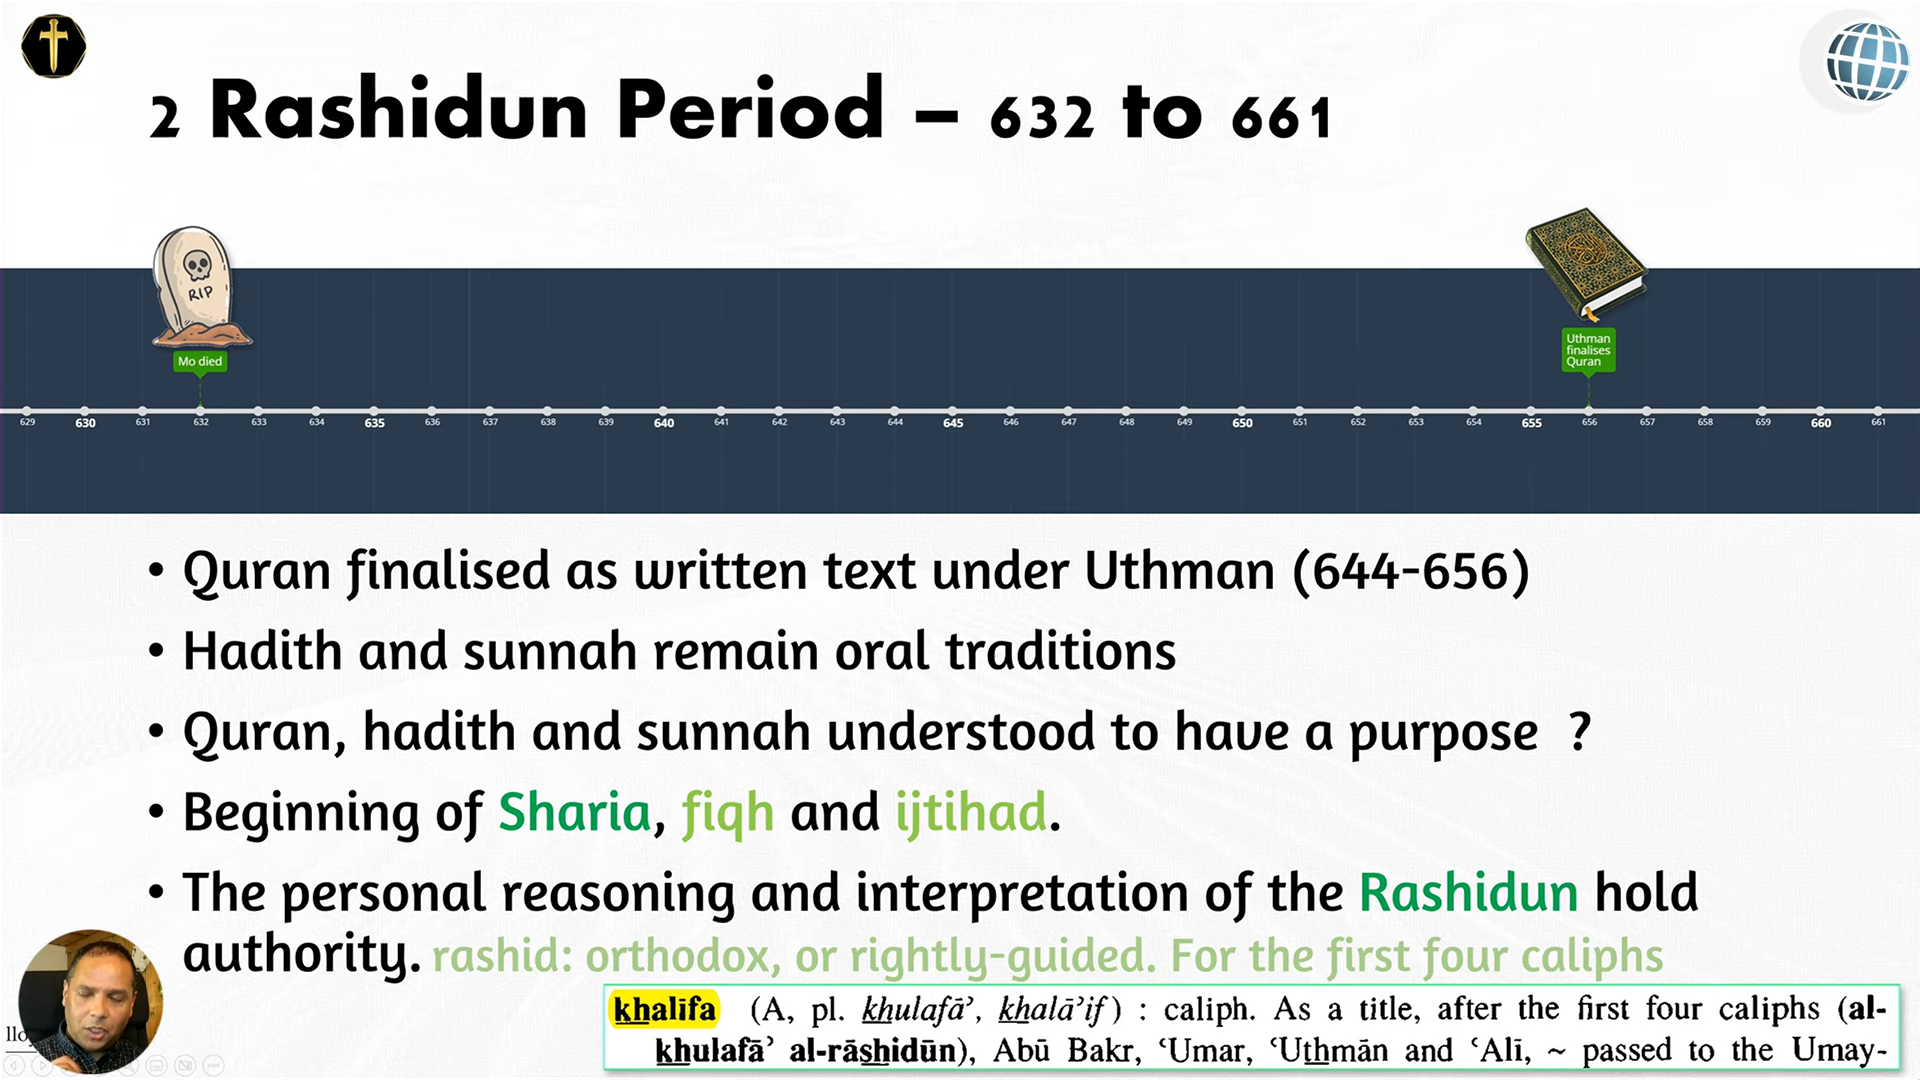 2 Rashidun Period – 632 to 661
RIP
Mo died
Uthman
finalises
Quran
629 630 631 632 633 634 635 636 637 638 639 640 641 642 643 644 645 646 647 648 649 650 651 652 653 654 655 656 657 658 659 660 661
• Quran finalised as written text under Uthman (644-656)
• Hadith and sunnah remain oral traditions
• Quran, hadith and sunnah understood to have a purpose ?
• Beginning of Sharia, fiqh and ijtihad.
• The personal reasoning and interpretation of the Rashidun hold
authority. rashid: orthodox, or rightly-guided. For the first four caliphs
khalīfa (A, pl. khulafāʾ, khalāʾif) : caliph. As a title, after the first four caliphs (al-
khulafāʾ al-rāshidūn), Abū Bakr, ʿUmar, ʿUthmān and ʿAlī, ~ passed to the Umay-